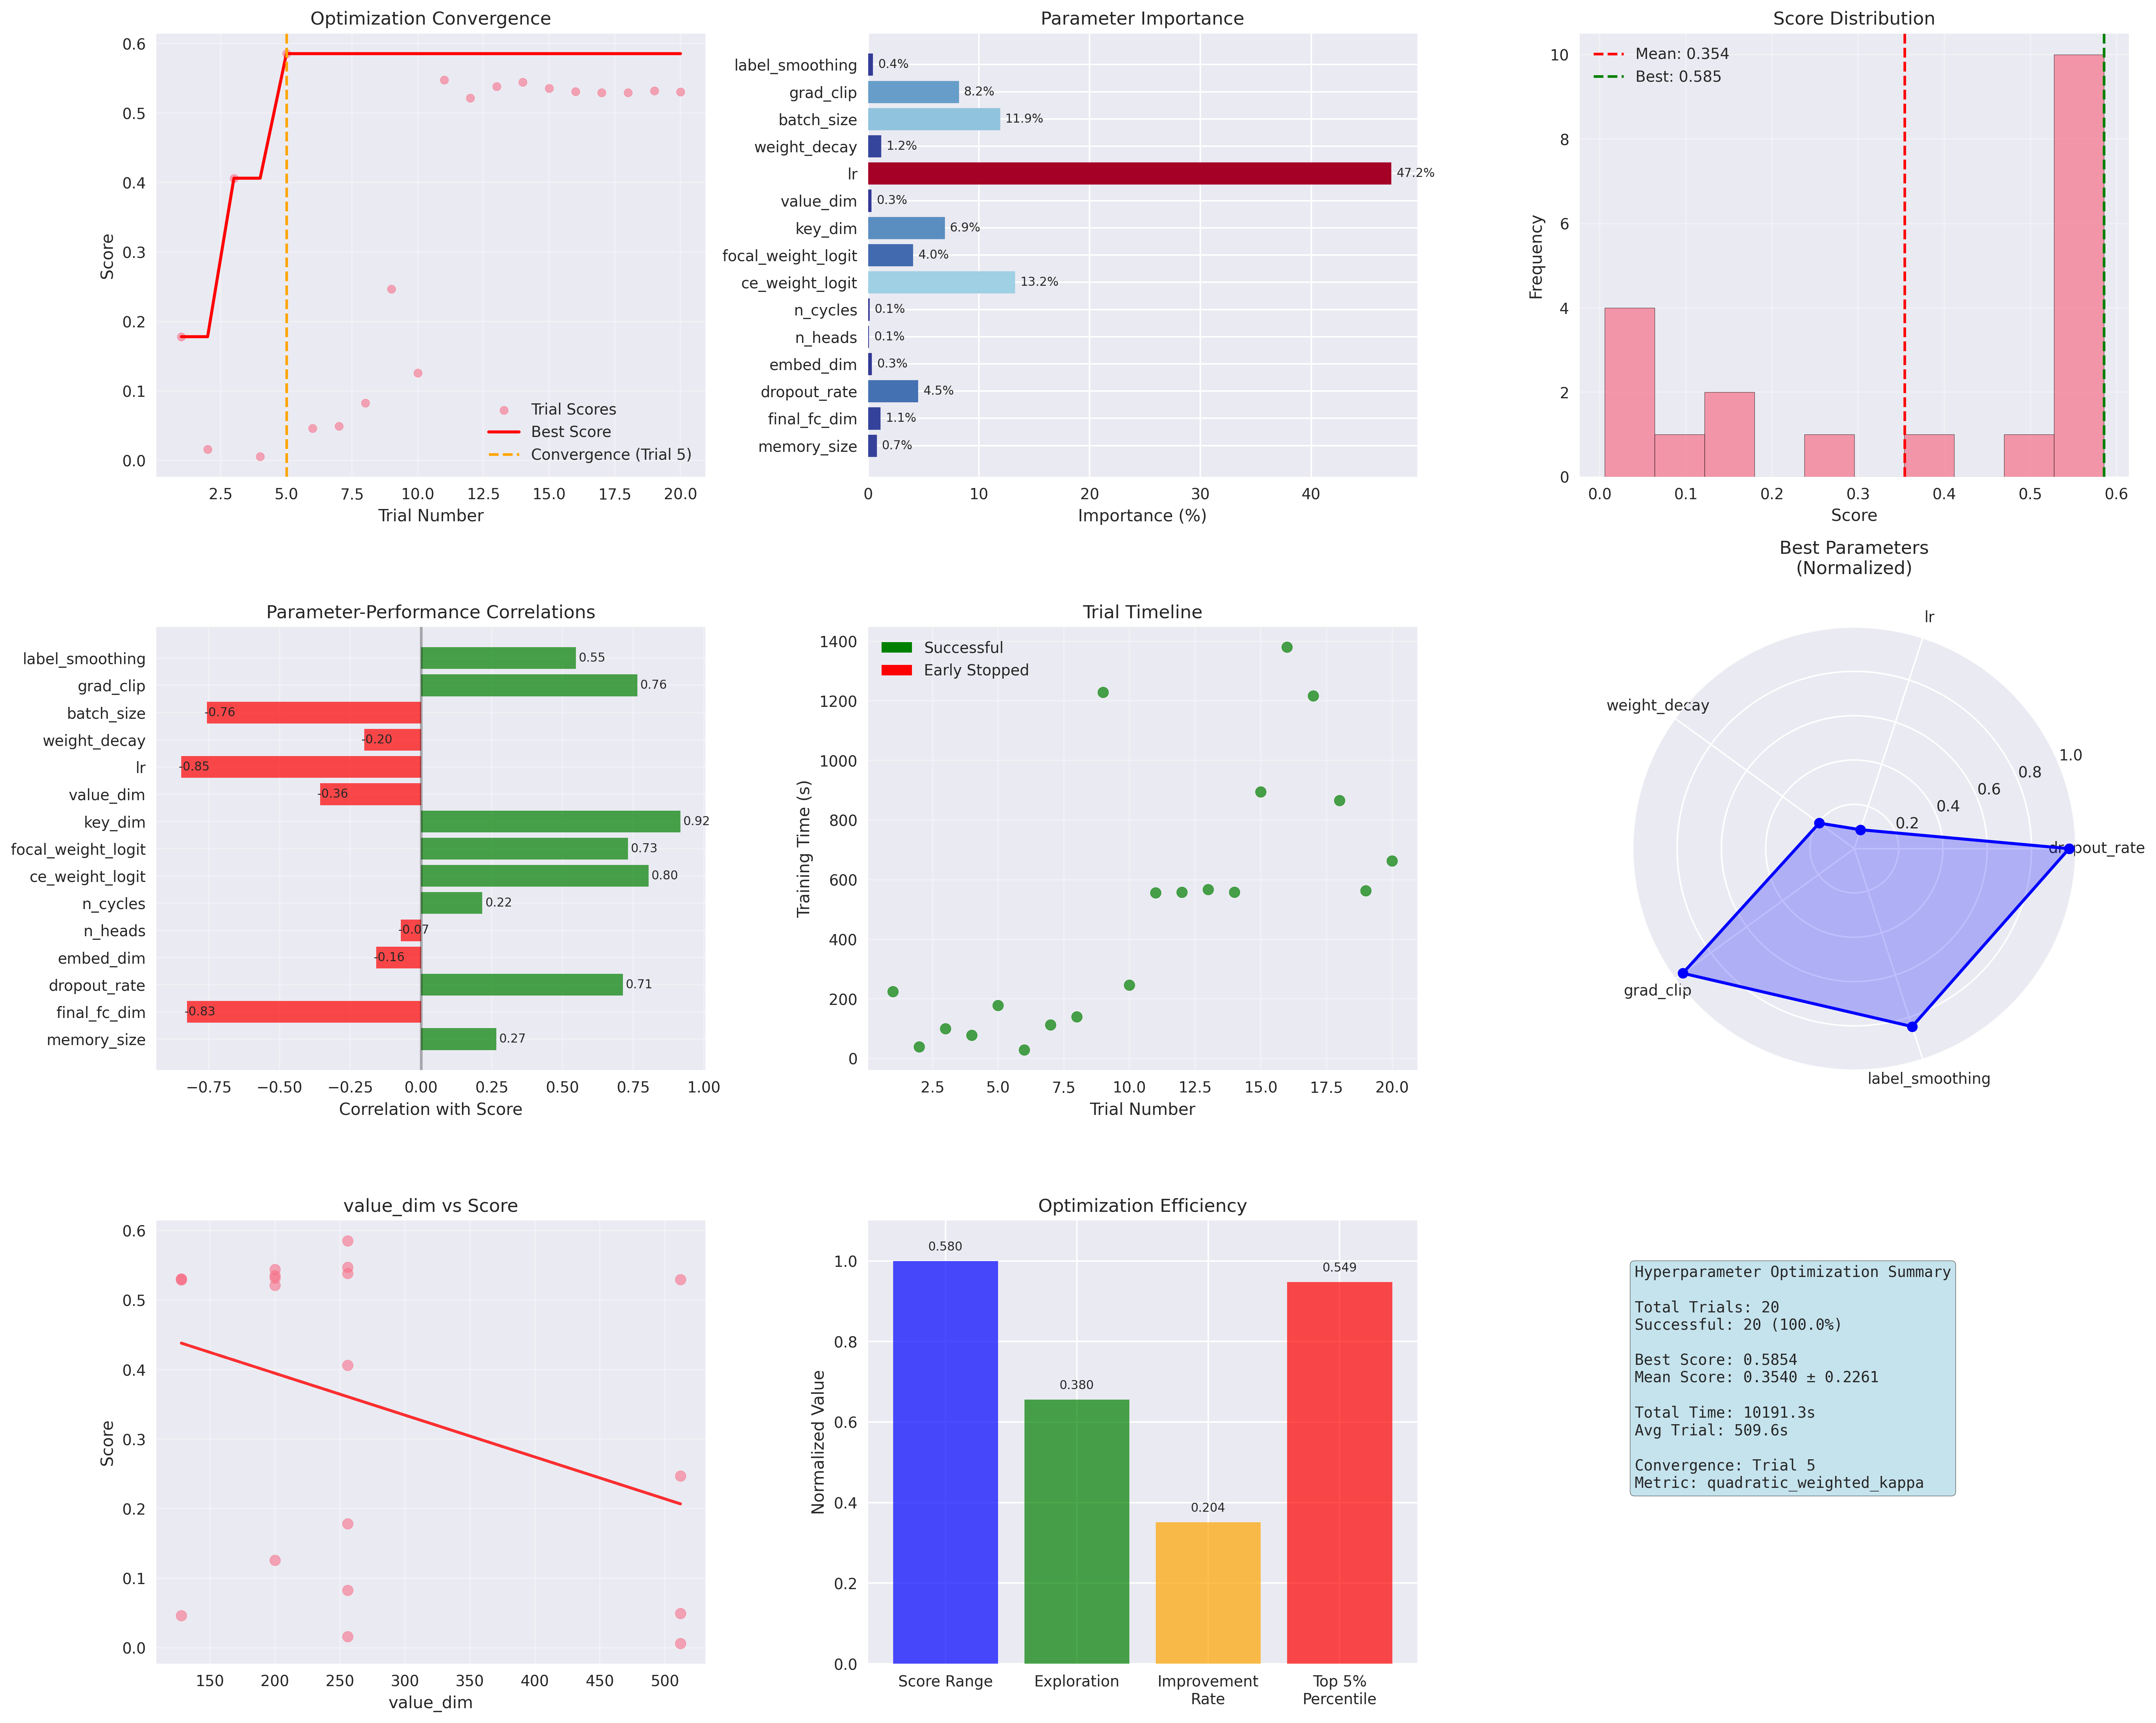 Optimization Convergence
Score
0.6
0.5
0.4
0.3
0.2
0.1
0.0
Trial Scores
Best Score
Convergence (Trial 5)
2.5 5.0 7.5 10.0 12.5 15.0 17.5 20.0
Trial Number
Parameter Importance
label_smoothing 0.4%
grad_clip 8.2%
batch_size 11.9%
weight_decay 1.2%
lr 47.2%
value_dim 0.3%
key_dim 6.9%
focal_weight_logit 4.0%
ce_weight_logit 13.2%
n_cycles 0.1%
n_heads 0.1%
embed_dim 0.3%
dropout_rate 4.5%
final_fc_dim 1.1%
memory_size 0.7%
0 10 20 30 40
Importance (%)
Score Distribution
Mean: 0.354
Best: 0.585
Frequency
10
8
6
4
2
0
0.0 0.1 0.2 0.3 0.4 0.5 0.6
Score
Parameter-Performance Correlations
label_smoothing 0.55
grad_clip 0.76
batch_size -0.76
weight_decay -0.20
lr -0.85
value_dim -0.36
key_dim 0.92
focal_weight_logit 0.73
ce_weight_logit 0.80
n_cycles 0.22
n_heads -0.07
embed_dim -0.16
dropout_rate 0.71
final_fc_dim -0.83
memory_size 0.27
−0.75 −0.50 −0.25 0.00 0.25 0.50 0.75 1.00
Correlation with Score
Trial Timeline
Successful
Early Stopped
Training Time (s)
1400
1200
1000
800
600
400
200
0
2.5 5.0 7.5 10.0 12.5 15.0 17.5 20.0
Trial Number
Best Parameters
(Normalized)
lr
weight_decay
1.0
0.8
0.6
0.4
0.2
dropout_rate
grad_clip
label_smoothing
value_dim vs Score
Score
0.6
0.5
0.4
0.3
0.2
0.1
0.0
150 200 250 300 350 400 450 500
value_dim
Optimization Efficiency
Normalized Value
1.0
0.8
0.6
0.4
0.2
0.0
0.580
0.380
0.204
0.549
Score Range Exploration Improvement Top 5%
Rate Percentile
Hyperparameter Optimization Summary
Total Trials: 20
Successful: 20 (100.0%)
Best Score: 0.5854
Mean Score: 0.3540 ± 0.2261
Total Time: 10191.3s
Avg Trial: 509.6s
Convergence: Trial 5
Metric: quadratic_weighted_kappa